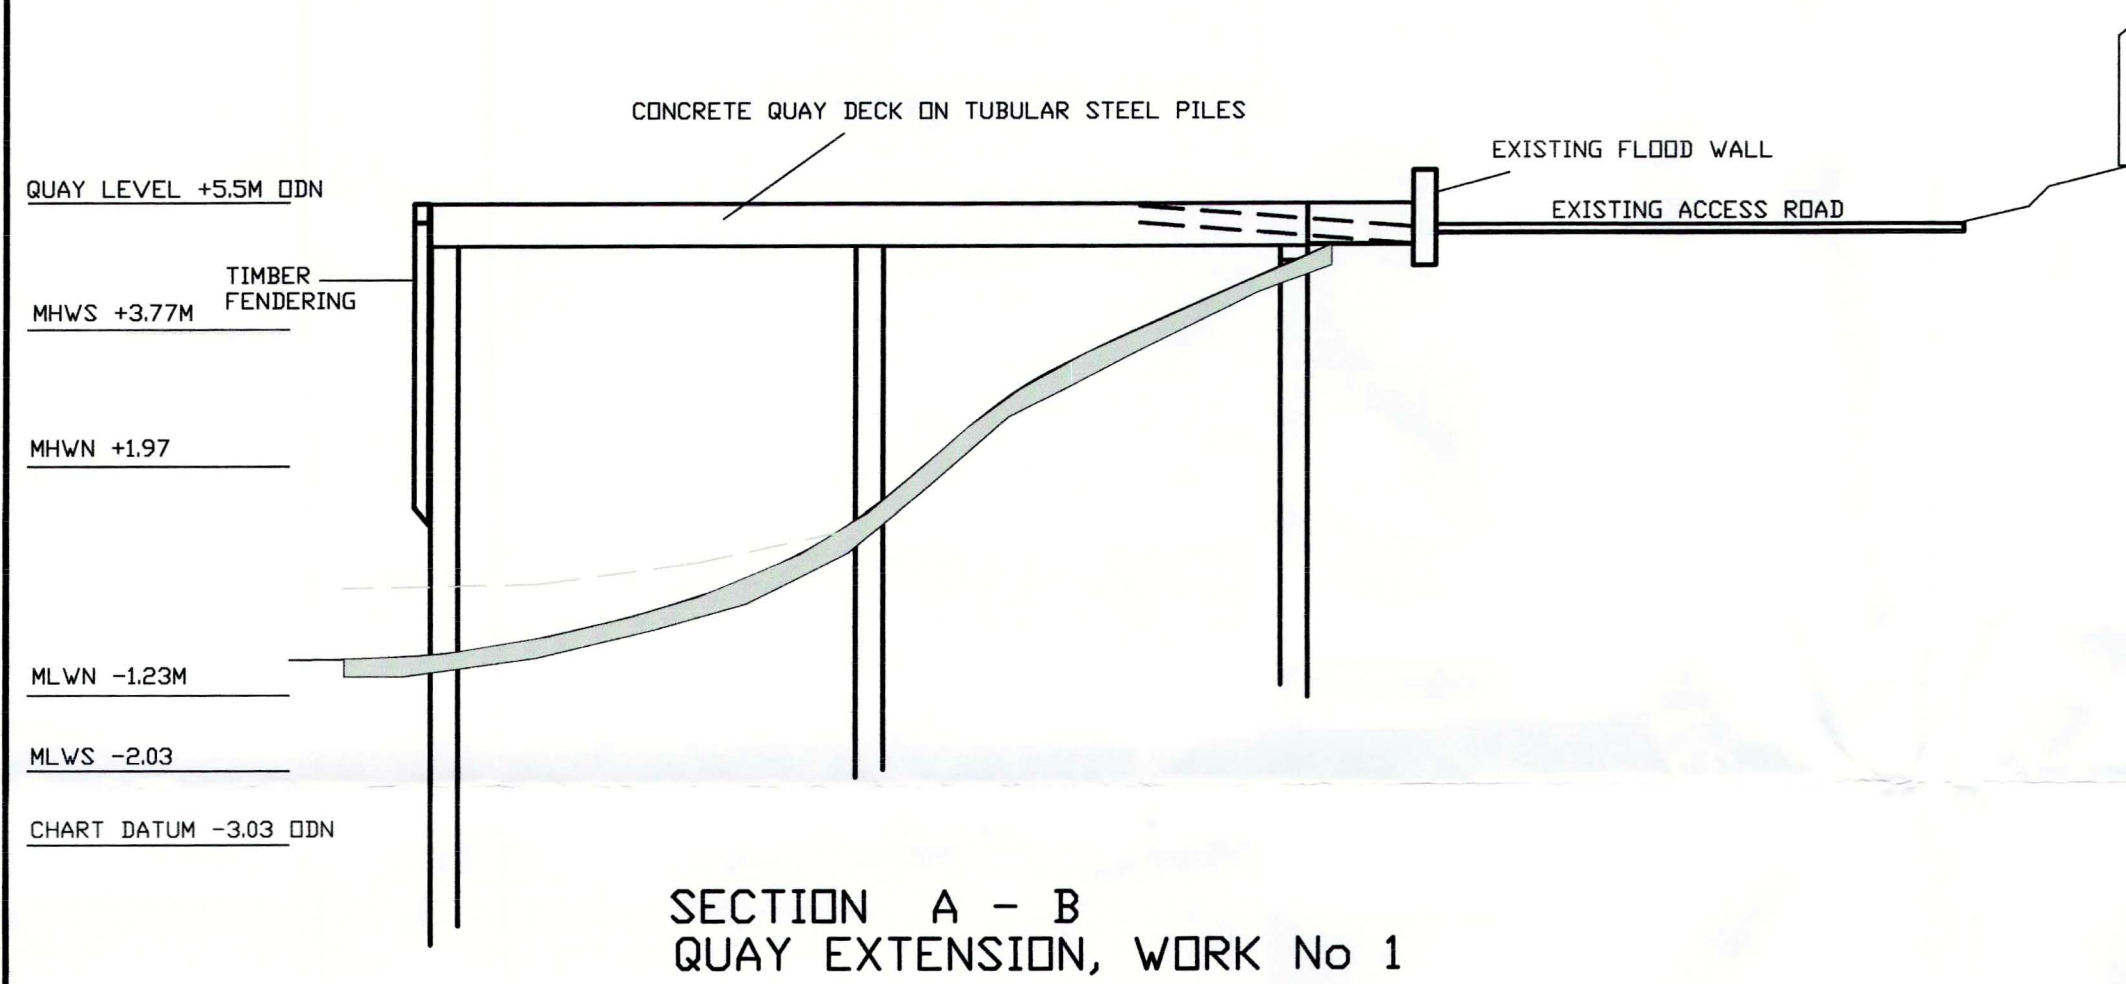 CONCRETE QUAY DECK ON TUBULAR STEEL PILES
EXISTING FLOOD WALL
QUAY LEVEL +5.5M ODN
EXISTING ACCESS ROAD
TIMBER
FENDERING
MHWS +3.77M
MHWN +1.97
MLWN -1.23M
MLWS -2.03
CHART DATUM -3.03 ODN
SECTION A - B
QUAY EXTENSION, WORK No 1